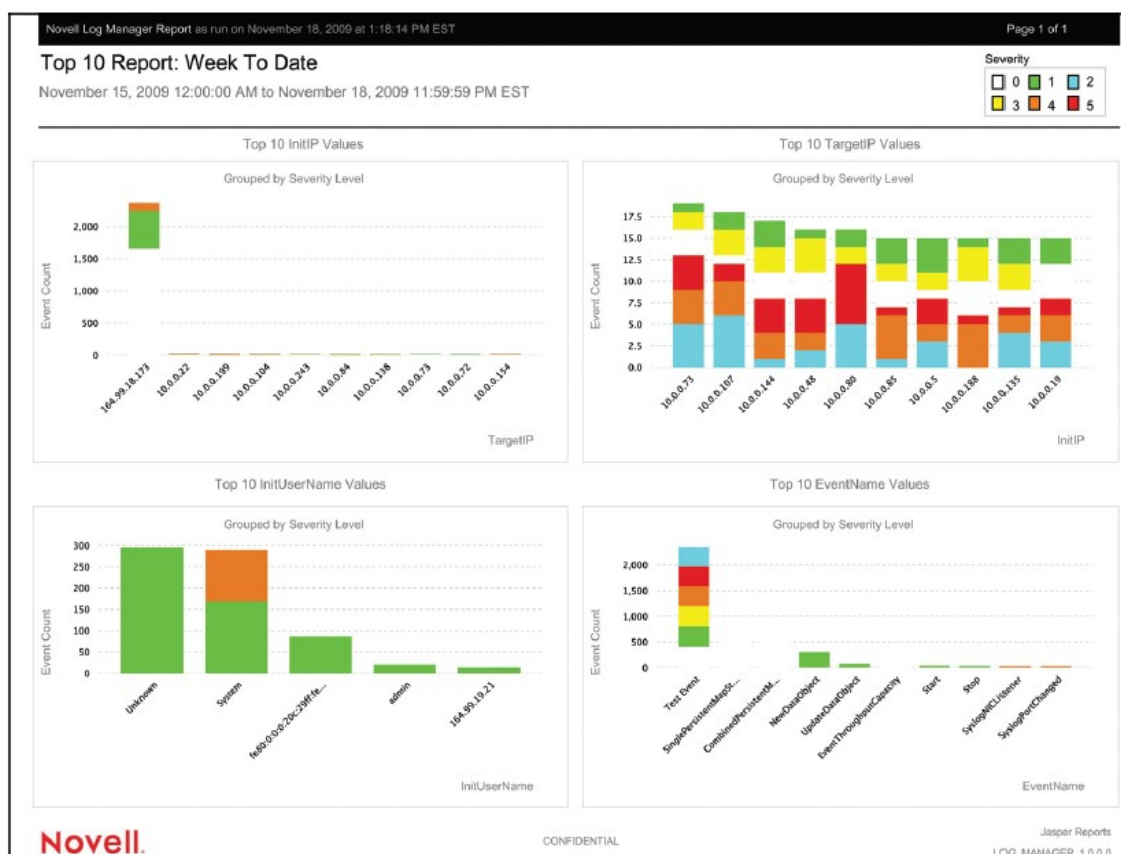 Novell Log Manager Report as run on November 18, 2009 at 1:18:14 PM EST
Page 1 of 1
Top 10 Report: Week To Date
November 15, 2009 12:00:00 AM to November 18, 2009 11:59:59 PM EST
Severity
0 1 2
3 4 5
Top 10 InitIP Values
Grouped by Severity Level
Event Count
2,000
1,500
1,000
500
0
164.99.18.173
10.0.0.22
10.0.0.199
10.0.0.104
10.0.0.243
10.0.0.84
10.0.0.138
10.0.0.73
10.0.0.72
10.0.0.154
TargetIP
Top 10 TargetIP Values
Grouped by Severity Level
Event Count
17.5
15.0
12.5
10.0
7.5
5.0
2.5
0.0
10.0.0.73
10.0.0.107
10.0.0.144
10.0.0.48
10.0.0.80
10.0.0.85
10.0.0.5
10.0.0.188
10.0.0.135
10.0.0.19
InitIP
Top 10 InitUserName Values
Grouped by Severity Level
Event Count
300
250
200
150
100
50
0
Unknown
System
fe80:0:0:0:20c:29ff:fe...
admin
164.99.19.21
InitUserName
Top 10 EventName Values
Grouped by Severity Level
Event Count
2,000
1,500
1,000
500
0
Test Event
SinglePersistentMapSt...
CombinedPersistentM...
NewDataObject
UpdateDataObject
EventThroughputCapacity
Start
Stop
SyslogNICListener
SyslogPortChanged
EventName
Novell.
CONFIDENTIAL
Jasper Reports
LOG MANAGER 1.0.0.0